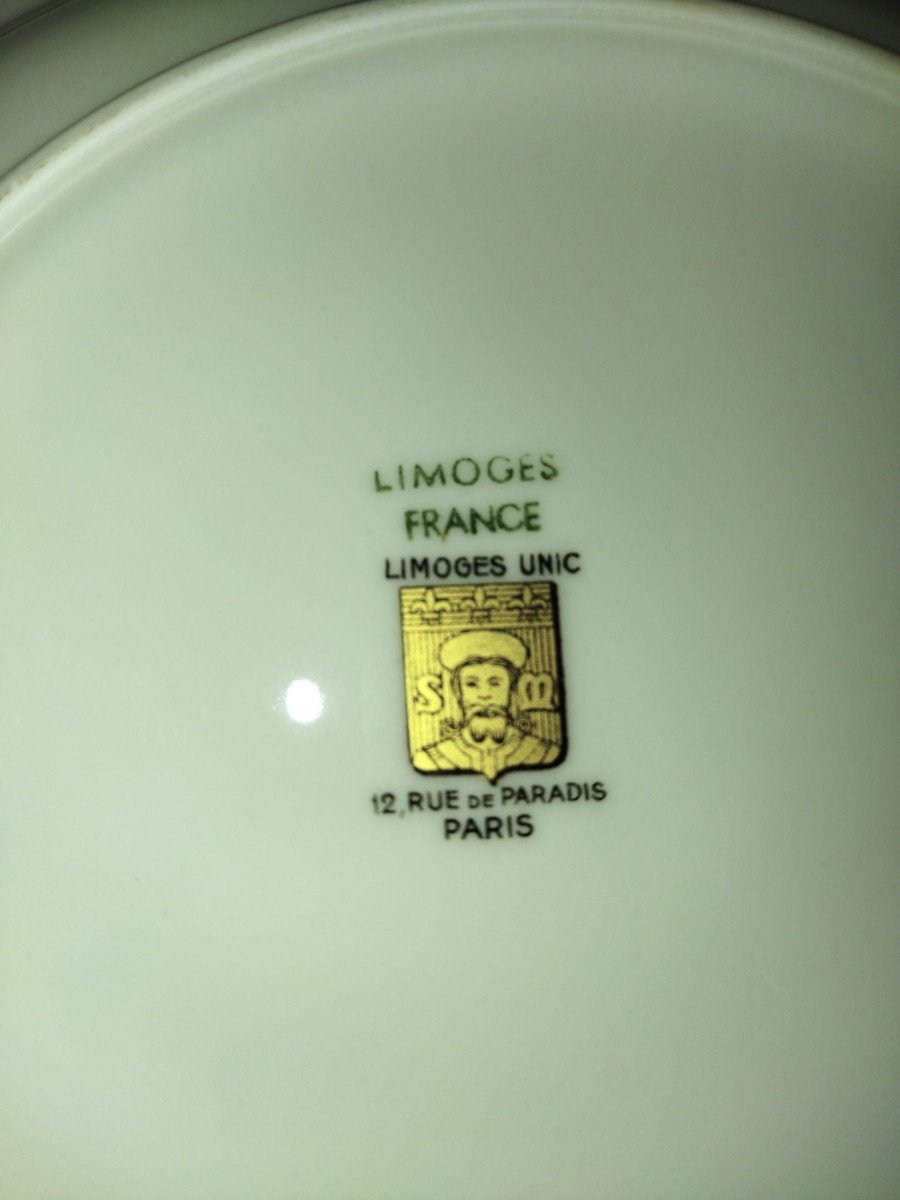 LIMOGES
FRANCE
LIMOGES UNIC
S M
12, RUE DE PARADIS
PARIS